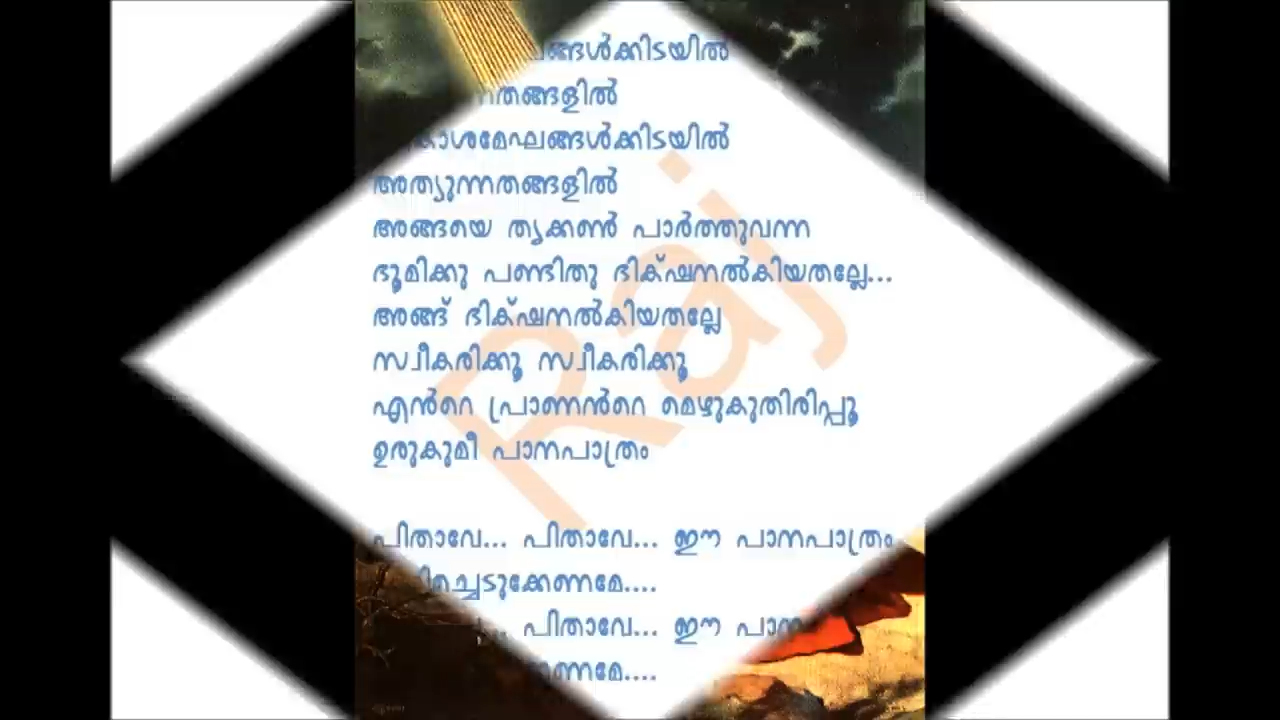 അത്യുന്നതങ്ങളിൽ
അങ്ങയെ തൃക്കൺ പാർത്തുവന്ന
ഭൂമിക്കു പണ്ടിതു ഭിക്ഷനൽകിയതല്ലേ...
അങ്ങ് ഭിക്ഷനൽകിയതല്ലേ
സ്വീകരിക്കൂ സ്വീകരിക്കൂ
എൻറെ പ്രാണൻറെ മെഴുകുതിരിപ്പൂ
ഉരുകുമീ പാനപാത്രം
പിതാവേ... പിതാവേ... ഈ പാനപാത്രം
പിതാവേ... ഈ
Raj